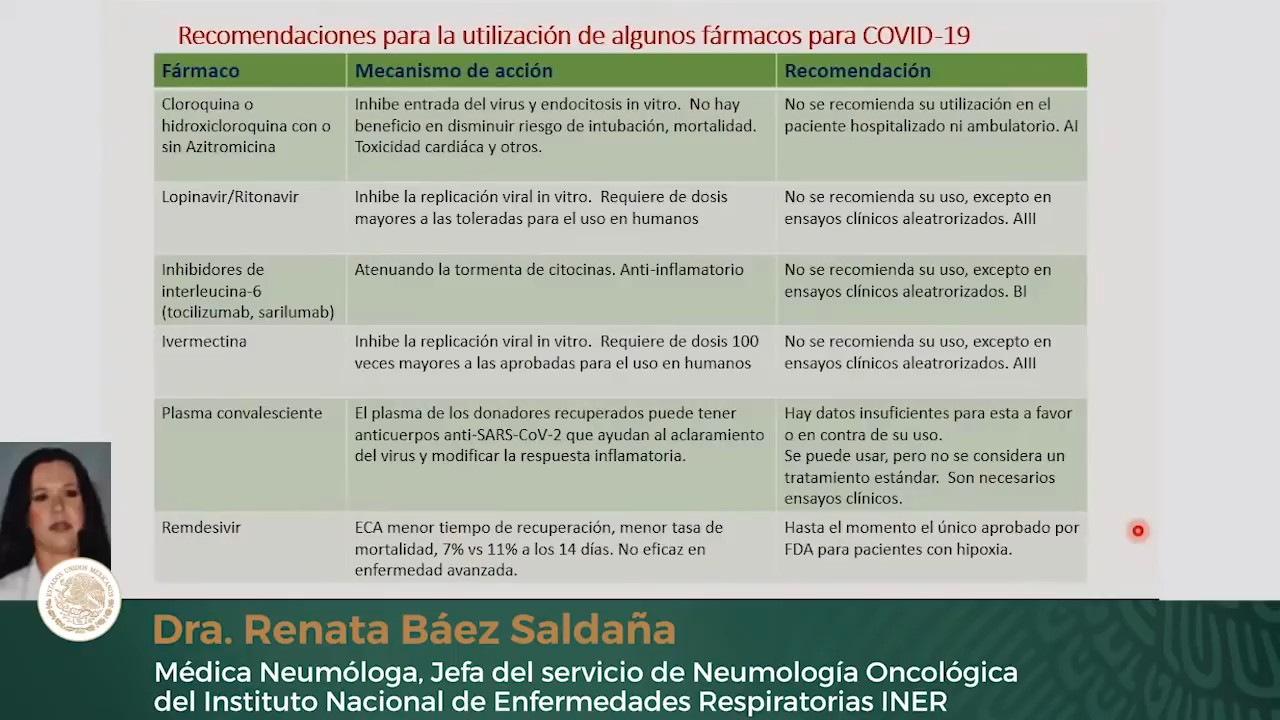 Recomendaciones para la utilización de algunos fármacos para COVID-19
Fármaco
Mecanismo de acción
Recomendación
Cloroquina o
hidroxicloroquina con o
sin Azitromicina
Inhibe entrada del virus y endocitosis in vitro. No hay
beneficio en disminuir riesgo de intubación, mortalidad.
Toxicidad cardiáca y otros.
No se recomienda su utilización en el
paciente hospitalizado ni ambulatorio. AI
Lopinavir/Ritonavir
Inhibe la replicación viral in vitro. Requiere de dosis
mayores a las toleradas para el uso en humanos
No se recomienda su uso, excepto en
ensayos clínicos aleatrorizados. AIII
Inhibidores de
interleucina-6
(tocilizumab, sarilumab)
Atenuando la tormenta de citocinas. Anti-inflamatorio
No se recomienda su uso, excepto en
ensayos clínicos aleatrorizados. BI
Ivermectina
Inhibe la replicación viral in vitro. Requiere de dosis 100
veces mayores a las aprobadas para el uso en humanos
No se recomienda su uso, excepto en
ensayos clínicos aleatrorizados. AIII
Plasma convalesciente
El plasma de los donadores recuperados puede tener
anticuerpos anti-SARS-CoV-2 que ayudan al aclaramiento
del virus y modificar la respuesta inflamatoria.
Hay datos insuficientes para esta a favor
o en contra de su uso.
Se puede usar, pero no se considera un
tratamiento estándar. Son necesarios
ensayos clínicos.
Remdesivir
ECA menor tiempo de recuperación, menor tasa de
mortalidad, 7% vs 11% a los 14 días. No eficaz en
enfermedad avanzada.
Hasta el momento el único aprobado por
FDA para pacientes con hipoxia.
ESTADOS UNIDOS MEXICANOS
Dra. Renata Báez Saldaña
Médica Neumóloga, Jefa del servicio de Neumología Oncológica
del Instituto Nacional de Enfermedades Respiratorias INER